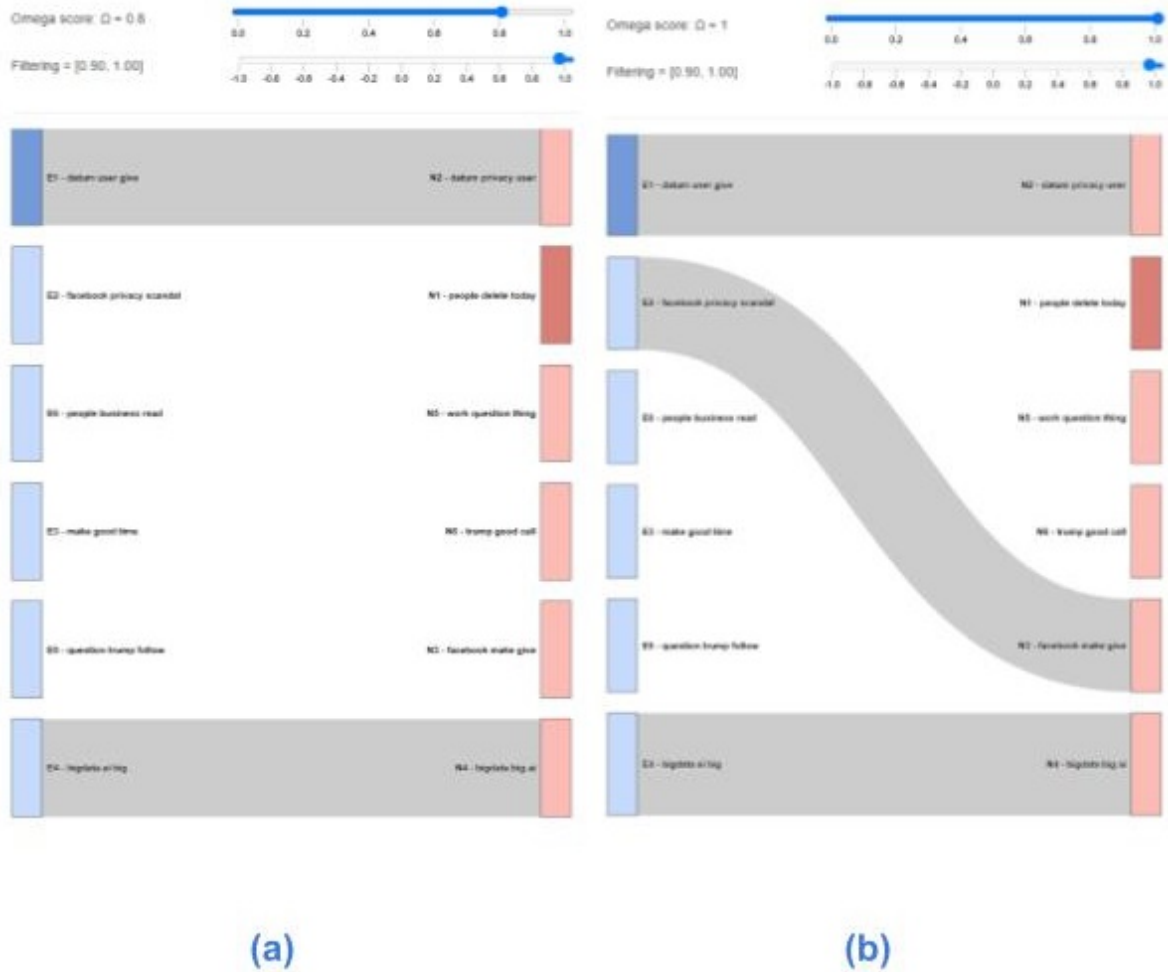 Omega score: Ω = 0.8
0.0 0.2 0.4 0.6 0.8 1.0
Filtering = [0.90, 1.00]
-1.0 -0.8 -0.6 -0.4 -0.2 0.0 0.2 0.4 0.6 0.8 1.0
E1 - datum user give
N2 - datum privacy user
E2 - facebook privacy scandal
N1 - people delete today
people business read
N5 - work question thing
E3 - make good time
N6 - trump good call
question trump follow
N3 - facebook make give
E4 - bigdata ai big
N4 - bigdata big ai
(a)
Omega score: Ω = 1
0.0 0.2 0.4 0.6 0.8 1.0
Filtering = [0.90, 1.00]
-1.0 -0.8 -0.6 -0.4 -0.2 0.0 0.2 0.4 0.6 0.8 1.0
E1 - datum user give
N2 - datum privacy user
E2 - facebook privacy scandal
N1 - people delete today
people business read
N5 - work question thing
E3 - make good time
N6 - trump good call
question trump follow
N3 - facebook make give
E4 - bigdata ai big
N4 - bigdata big ai
(b)